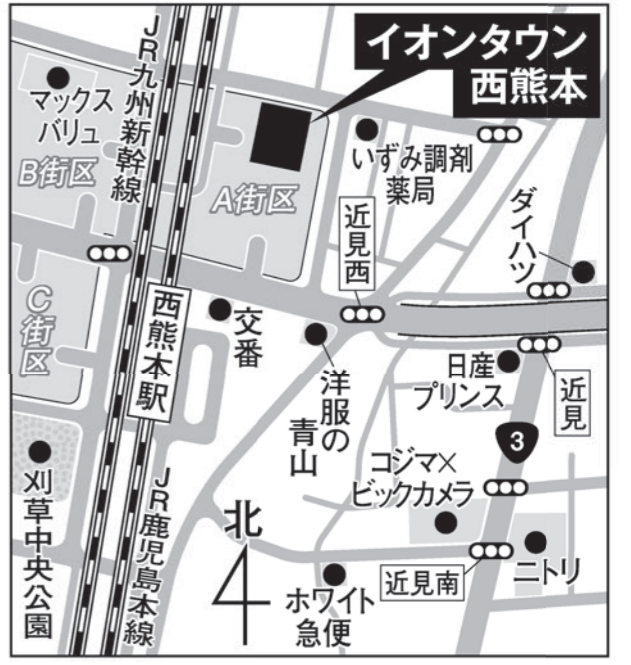 イオンタウン
西熊本
JR九州新幹線
マックス
バリュ
B街区
A街区
いずみ調剤
薬局
近見西
ダイハツ
C街区
西熊本駅
交番
洋服の
青山
日産
プリンス
近見
3
コジマ×
ビックカメラ
刈草中央公園
JR鹿児島本線
北
ホワイト
急便
近見南
ニトリ